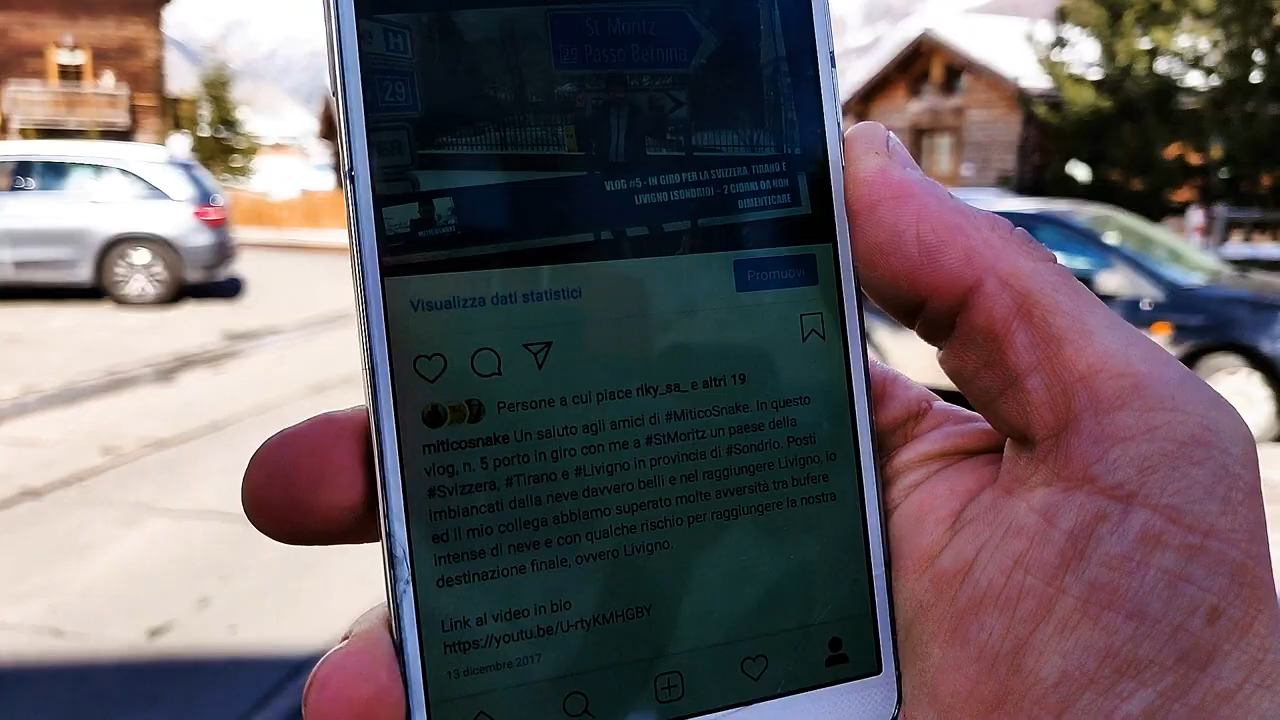 St Moritz
H
29 Passo Bernina
29
VLOG #5 - IN GIRO PER LA SVIZZERA, TIRANO E
LIVIGNO (SONDRIO) – 2 GIORNI DA NON
DIMENTICARE
Promuovi
Visualizza dati statistici
Persone a cui piace riky_sa_ e altri 19
miticosnake Un saluto agli amici di #MiticoSnake. In questo
vlog, n. 5 porto in giro con me a #StMoritz un paese della
#Svizzera, #Tirano e #Livigno in provincia di #Sondrio. Posti
imbiancati dalla neve davvero belli e nel raggiungere Livigno, io
ed il mio collega abbiamo superato molte avversità tra bufere
intense di neve e con qualche rischio per raggiungere la nostra
destinazione finale, ovvero Livigno.
Link al video in bio
https://youtu.be/U-rtyKMHGBY
13 dicembre 2017